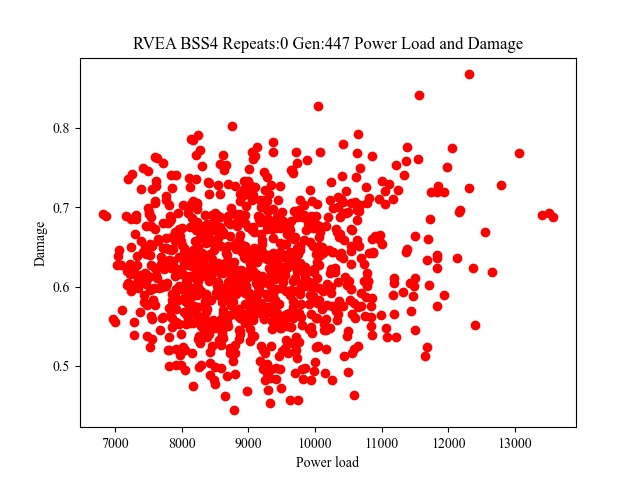 RVEA BSS4 Repeats:0 Gen:447 Power Load and Damage
0.8
0.7
0.6
0.5
Damage
7000 8000 9000 10000 11000 12000 13000
Power load